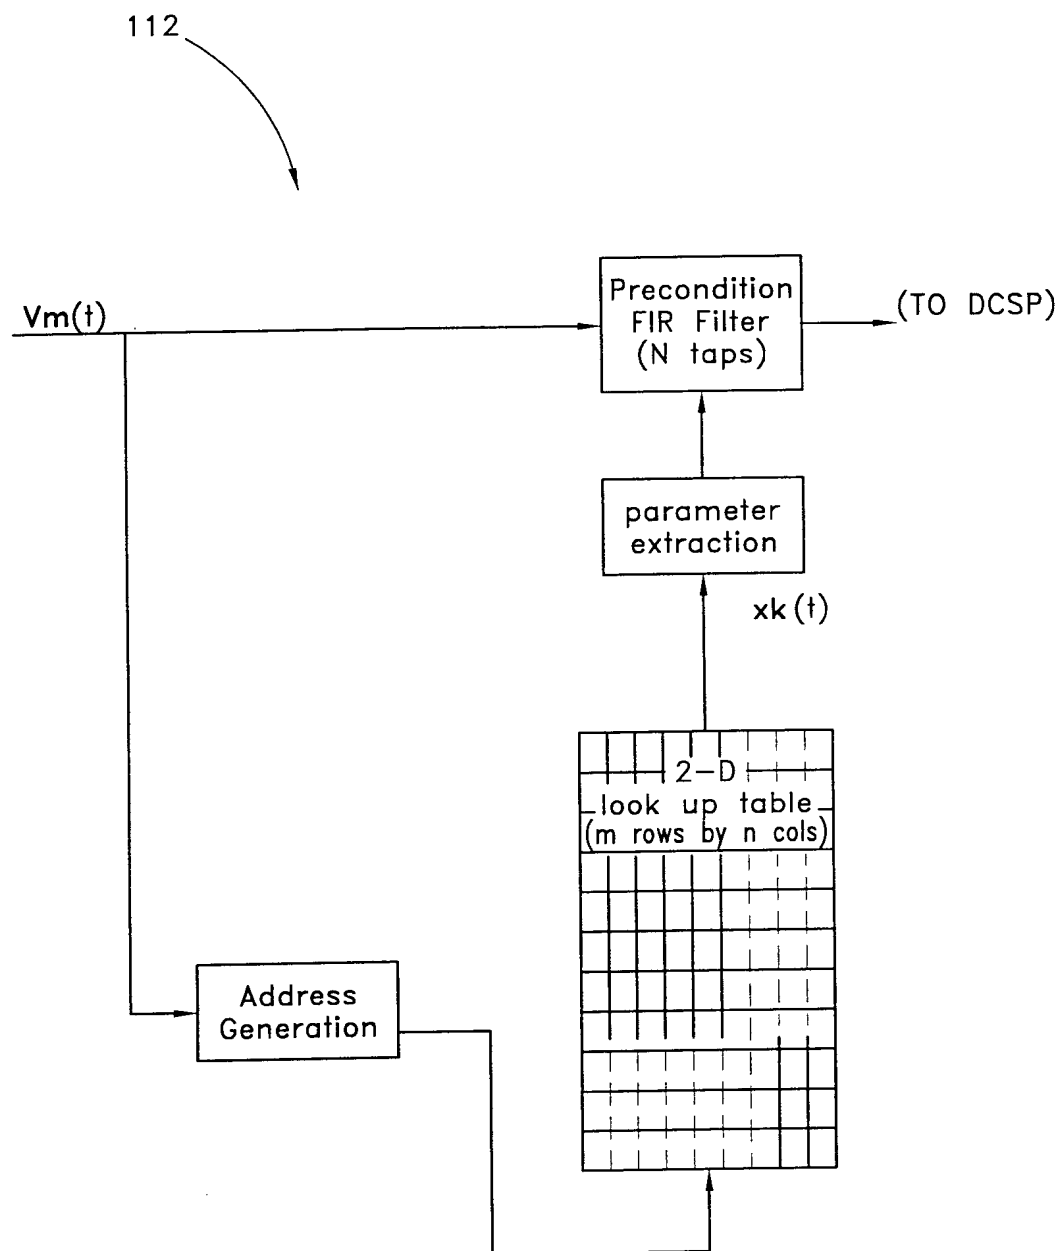 112
Vm(t)
Precondition
FIR Filter
(N taps)
(TO DCSP)
parameter
extraction
xk(t)
2-D
look up table
(m rows by n cols)
Address
Generation